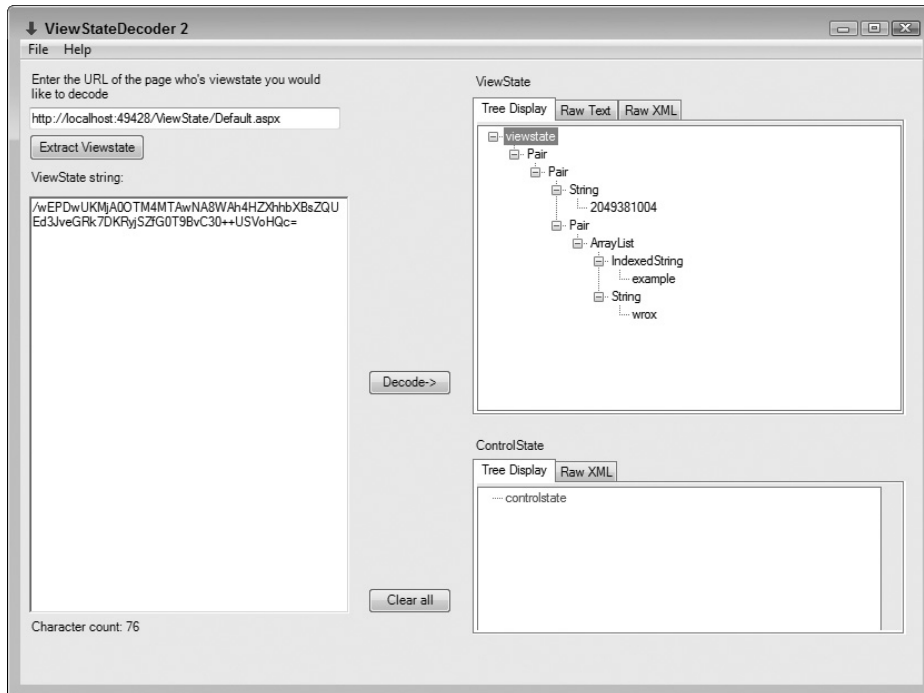 ViewStateDecoder 2
File Help
Enter the URL of the page who's viewstate you would
like to decode
http://localhost:49428/ViewState/Default.aspx
Extract Viewstate
ViewState string:
/wEPDwUKMjA0OTM4MTAwNA8WAh4HZXhhbXBsZQU
Ed3JveGRk7DKRyjSZfG0T9BvC30++USVoHQc=
Character count: 76
Decode->
Clear all
ViewState
Tree Display Raw Text Raw XML
viewstate
Pair
Pair
String
2049381004
Pair
ArrayList
IndexedString
example
String
wrox
ControlState
Tree Display Raw XML
controlstate